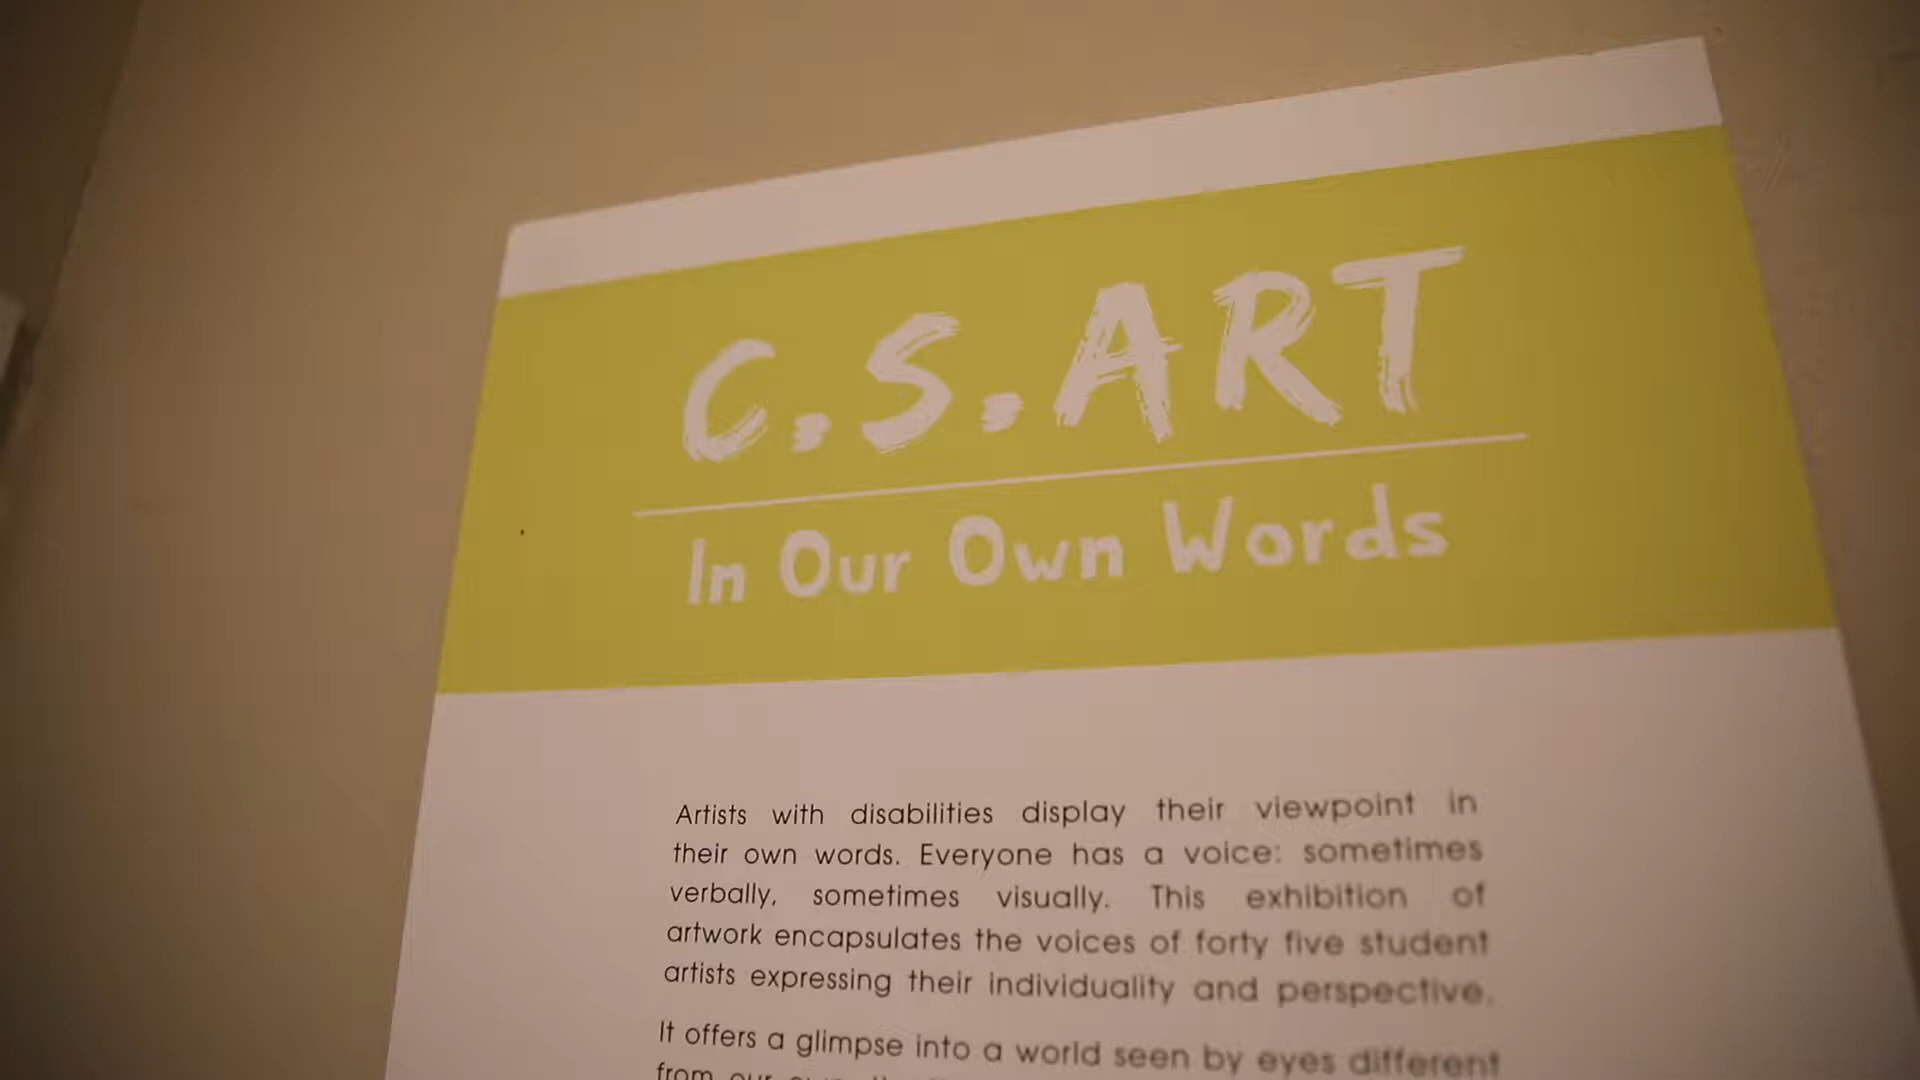 C.S.ART
In Our Own Words
Artists with disabilities display their viewpoint in
their own words. Everyone has a voice: sometimes
verbally, sometimes visually. This exhibition of
artwork encapsulates the voices of forty five student
artists expressing their individuality and perspective.
It offers a glimpse into a world seen by eyes different
from our